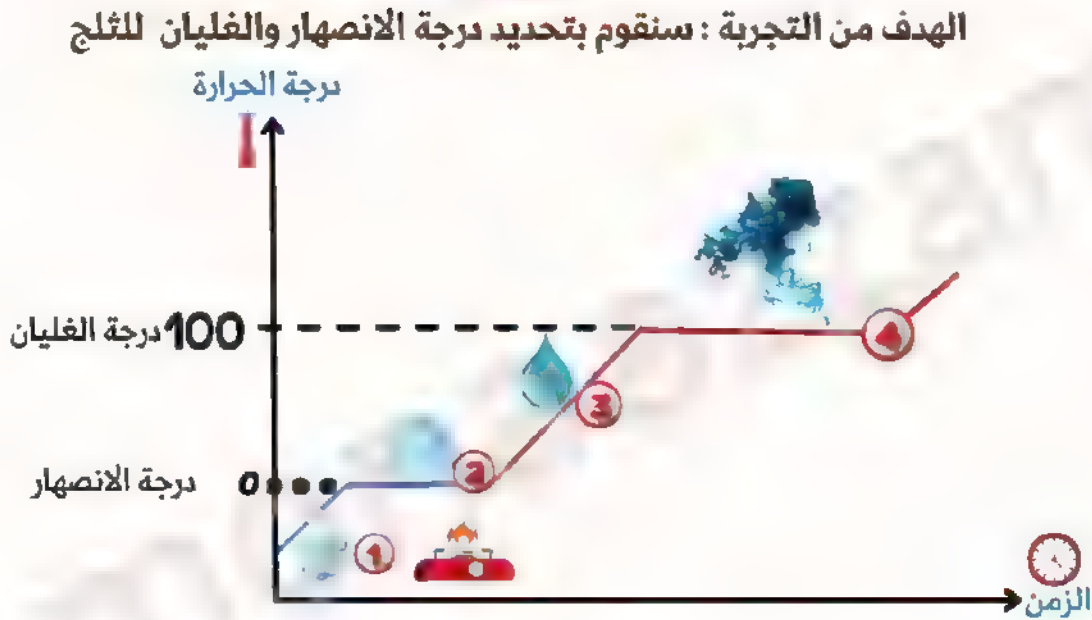 الهدف من التجربة : سنقوم بتحديد درجة الانصهار والغليان للثلج
درجة الحرارة
درجة الغليان 100
4
3
درجة الانصهار 0
2
1
الزمن